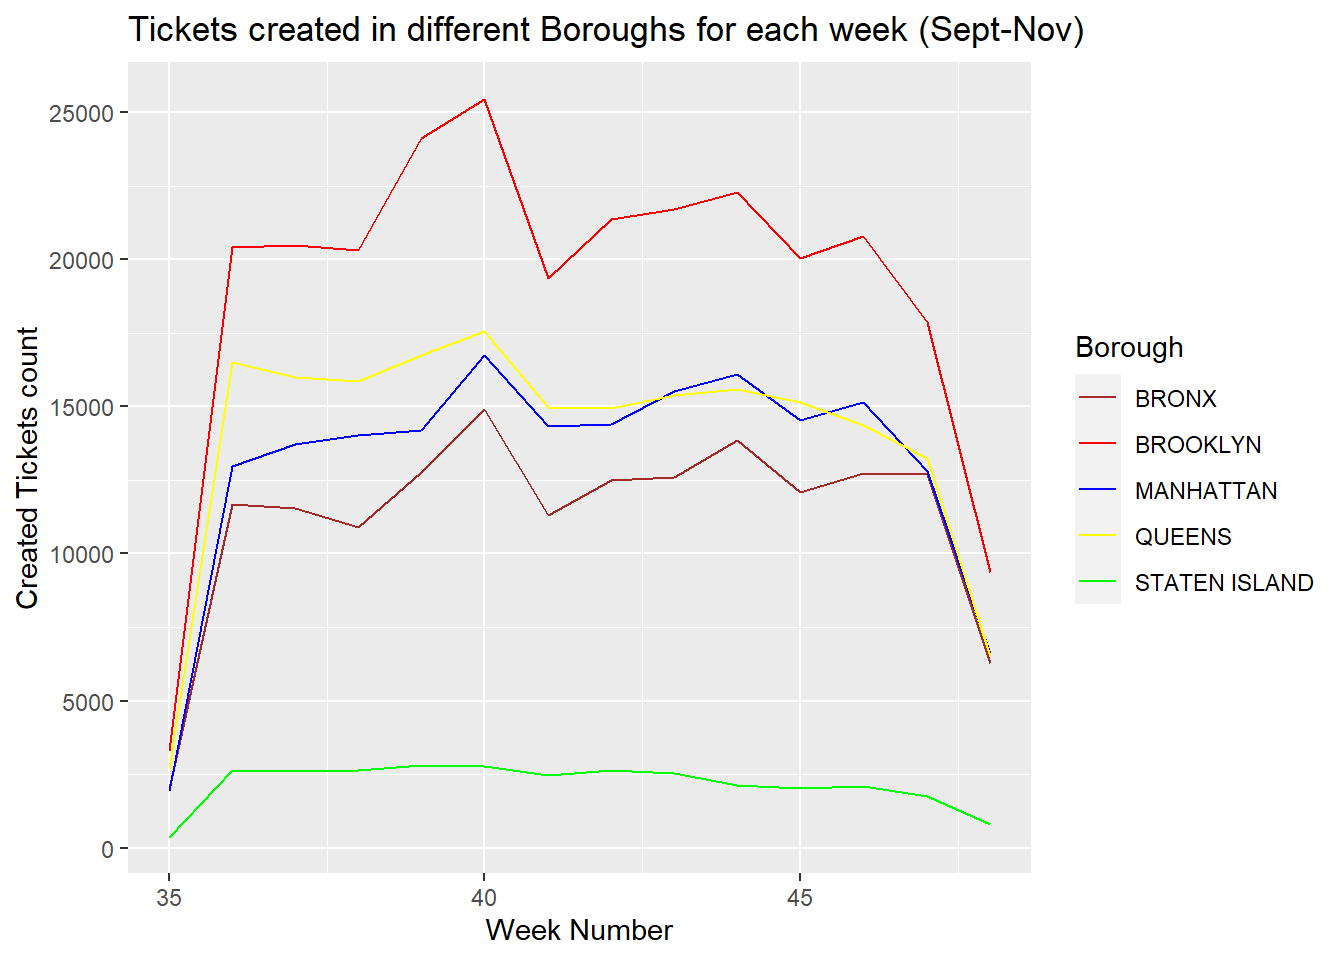 Tickets created in different Boroughs for each week (Sept-Nov)
25000
20000
15000
10000
5000
0
Created Tickets count
35 40 45
Week Number
Borough
BRONX
BROOKLYN
MANHATTAN
QUEENS
STATEN ISLAND